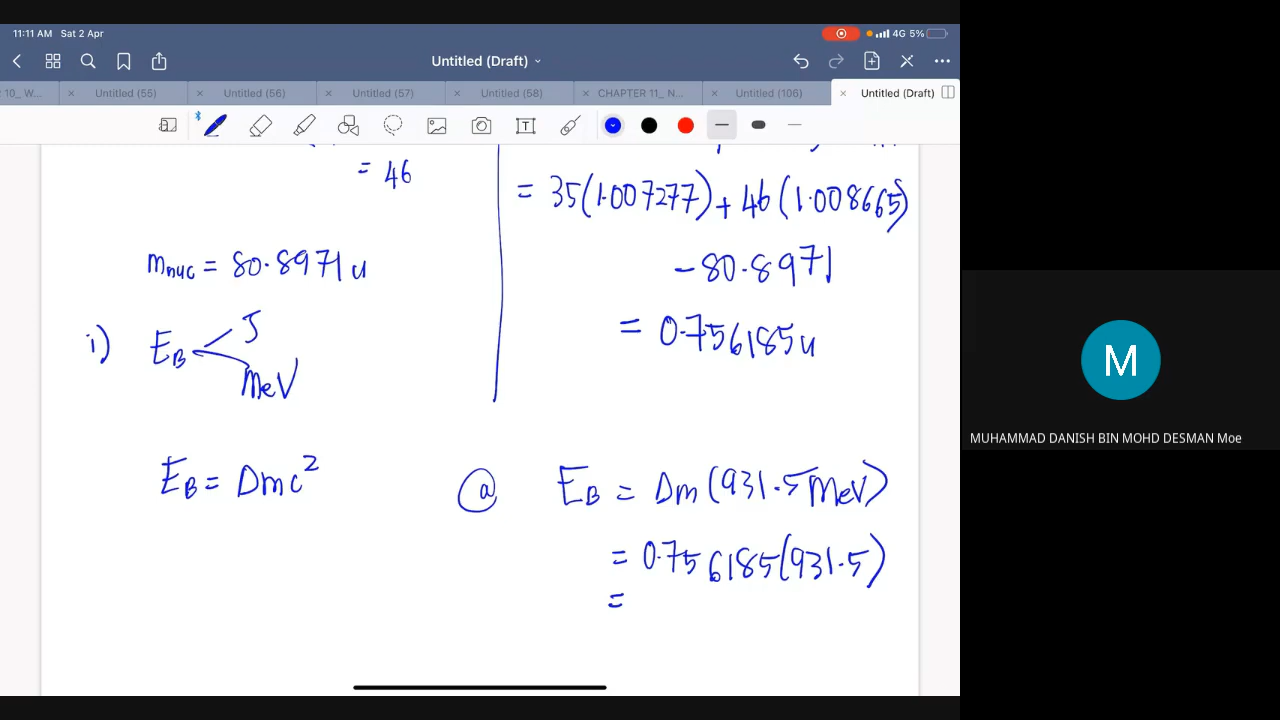 11:11 AM Sat 2 Apr
4G 5%
Untitled (Draft)
10_ W...
Untitled (55)
Untitled (56)
Untitled (57)
Untitled (58)
CHAPTER 11_ N...
Untitled (106)
Untitled (Draft)
= 46
= 35(1.007277) + 46(1.008665)
- 80.8971
= 0.756185u
mnuc = 80.8971 u
i) EB < J
MeV
EB = Δmc²
@
EB = Δm(931.5 MeV)
= 0.756185(931.5)
=
M
MUHAMMAD DANISH BIN MOHD DESMAN Moe